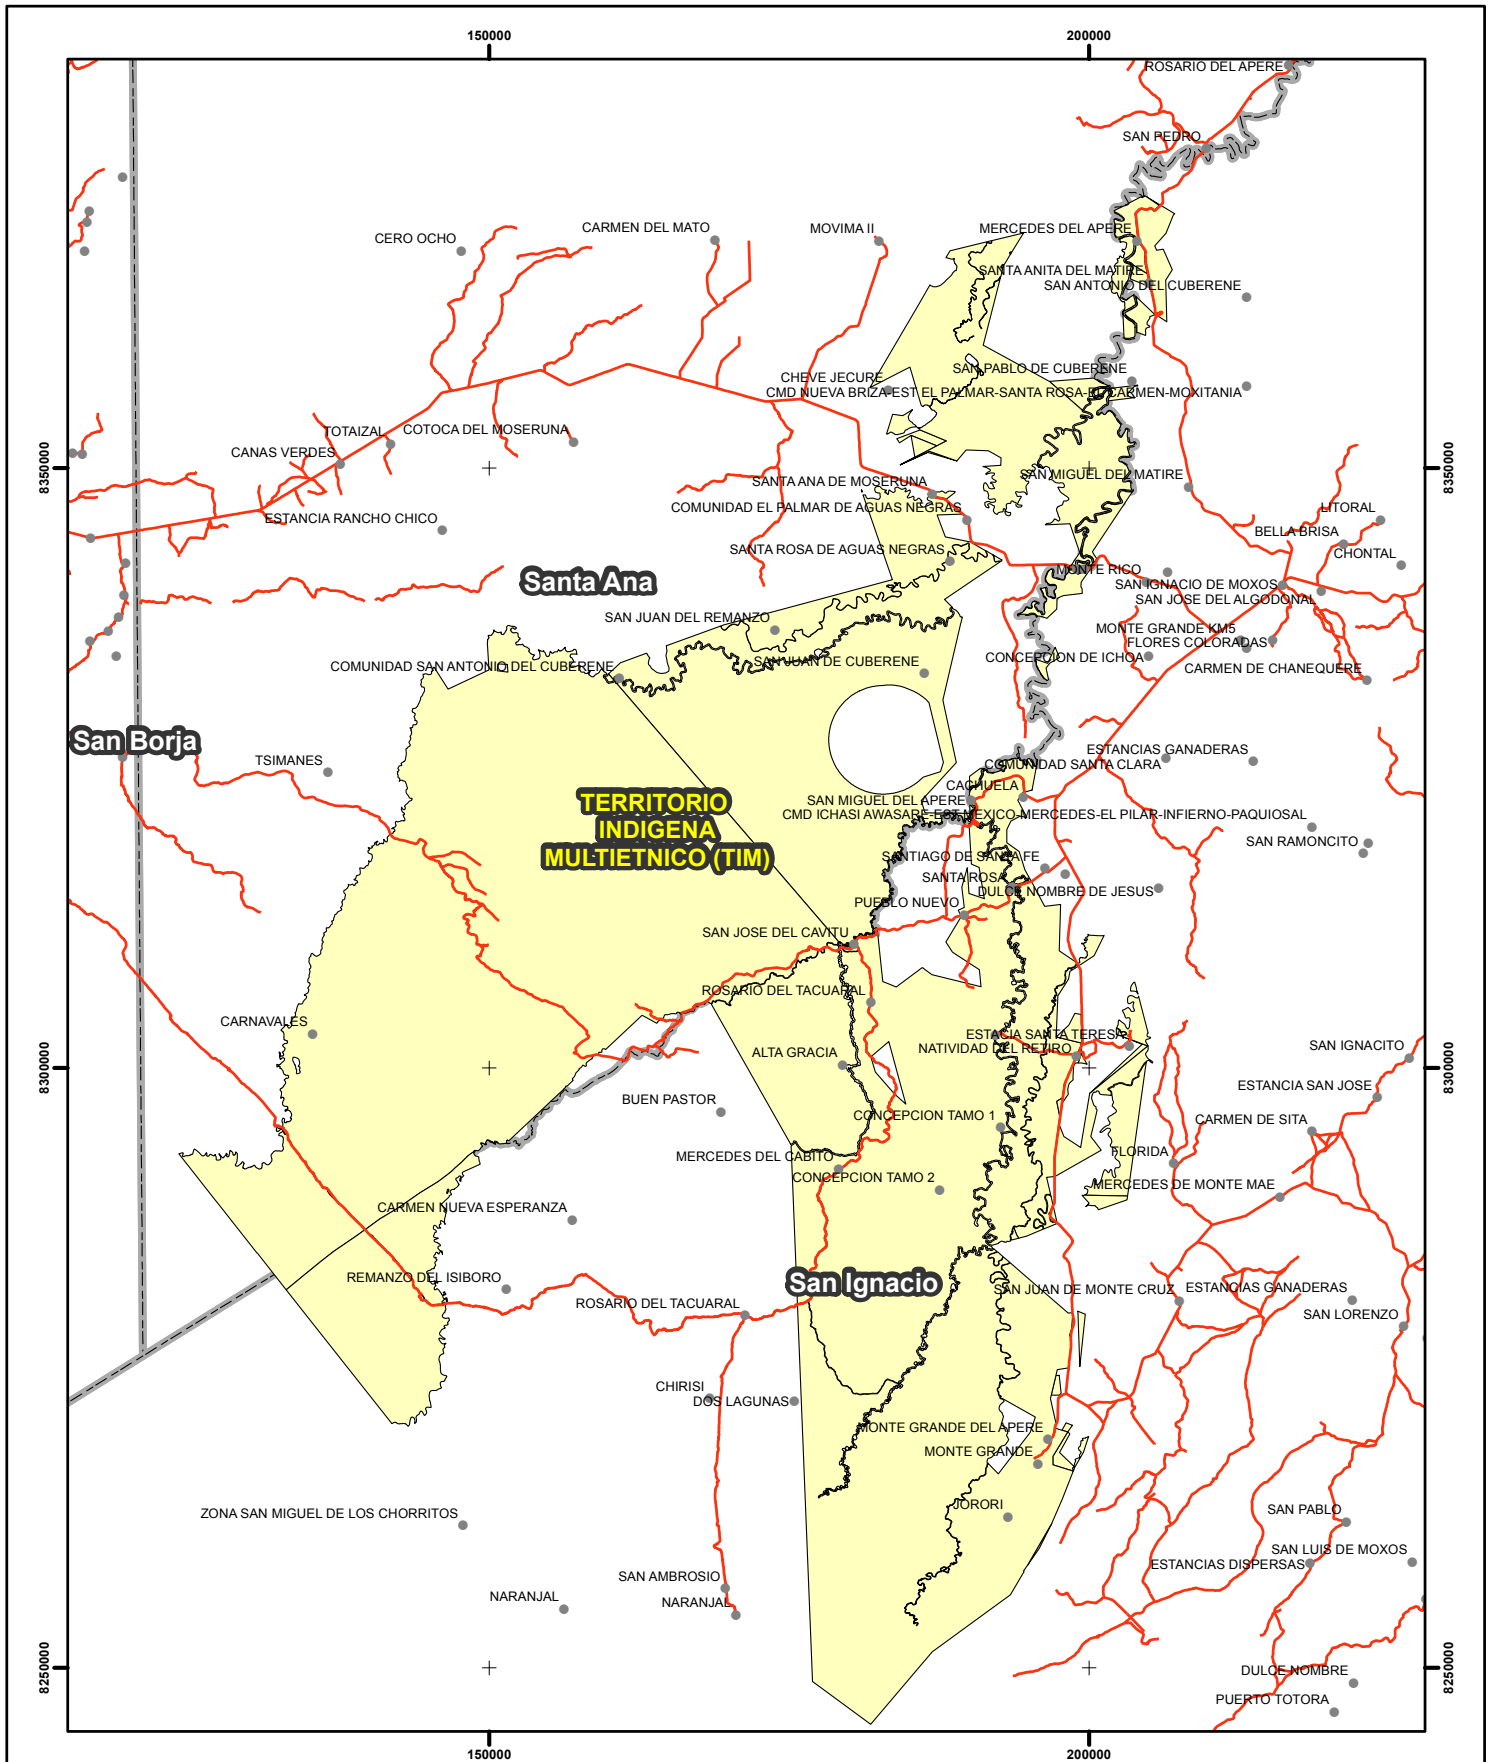 150000
200000
ROSARIO DEL APERE
SAN PEDRO
CERO OCHO
CARMEN DEL MATO
MOVIMA II
MERCEDES DEL APERE
SANTA ANITA DEL MATIRE
SAN ANTONIO DEL CUBERENE
CHEVE JECURE
SAN PABLO DE CUBERENE
CMD NUEVA BRIZA-EST EL PALMAR-SANTA ROSA-EL CARMEN-MOXITANIA
TOTAIZAL
COTOCA DEL MOSERUNA
CANAS VERDES
8350000
8350000
SANTA ANA DE MOSERUNA
SAN MIGUEL DEL MATIRE
COMUNIDAD EL PALMAR DE AGUAS NEGRAS
ESTANCIA RANCHO CHICO
LITORAL
BELLA BRISA
CHONTAL
SANTA ROSA DE AGUAS NEGRAS
MONTE RICO
Santa Ana
SAN IGNACIO DE MOXOS
SAN JOSE DEL ALGODONAL
SAN JUAN DEL REMANZO
MONTE GRANDE KM5
FLORES COLORADAS
COMUNIDAD SAN ANTONIO DEL CUBERENE
SAN JUAN DE CUBERENE
CONCEPCION DE ICHOA
CARMEN DE CHANEQUERE
San Borja
TSIMANES
ESTANCIAS GANADERAS
COMUNIDAD SANTA CLARA
CACHUELA
TERRITORIO
INDIGENA
MULTIETNICO (TIM)
SAN MIGUEL DEL APERE
CMD ICHASI AWASARE-EST MEXICO-MERCEDES-EL PILAR-INFIERNO-PAQUIOSAL
SAN RAMONCITO
SANTIAGO DE SANTA FE
SANTA ROSA
DULCE NOMBRE DE JESUS
PUEBLO NUEVO
SAN JOSE DEL CAVITU
ROSARIO DEL TACUARAL
CARNAVALES
ESTACIA SANTA TERESA
NATIVIDAD DEL RETIRO
ALTA GRACIA
SAN IGNACITO
8300000
8300000
ESTANCIA SAN JOSE
BUEN PASTOR
CONCEPCION TAMO 1
CARMEN DE SITA
MERCEDES DEL CABITO
FLORIDA
CONCEPCION TAMO 2
MERCEDES DE MONTE MAE
CARMEN NUEVA ESPERANZA
REMANZO DEL ISIBORO
San Ignacio
SAN JUAN DE MONTE CRUZ
ESTANCIAS GANADERAS
ROSARIO DEL TACUARAL
SAN LORENZO
CHIRISI
DOS LAGUNAS
MONTE GRANDE DEL APERE
MONTE GRANDE
ZONA SAN MIGUEL DE LOS CHORRITOS
JORORI
SAN PABLO
SAN LUIS DE MOXOS
ESTANCIAS DISPERSAS
SAN AMBROSIO
NARANJAL
NARANJAL
8250000
8250000
DULCE NOMBRE
PUERTO TOTORA
150000
200000